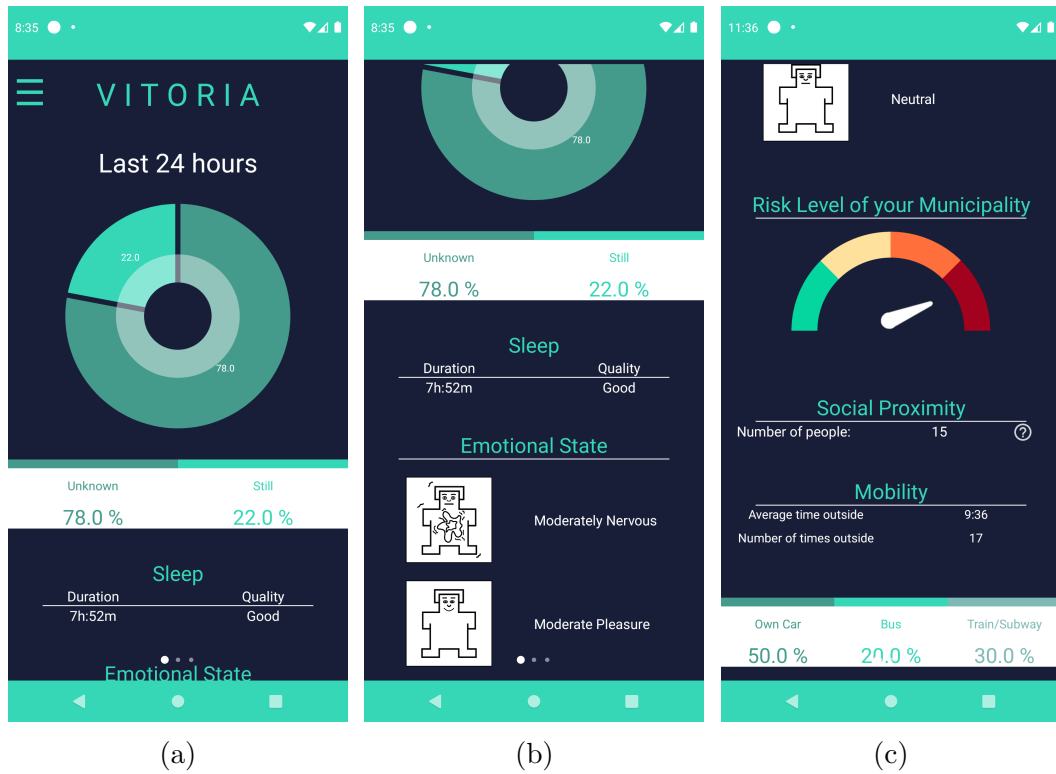 8:35
VITORIA
Last 24 hours
22.0
78.0
Unknown Still
78.0 % 22.0 %
Sleep
Duration Quality
7h:52m Good
Emotional State
(a)
8:35
78.0
Unknown Still
78.0 % 22.0 %
Sleep
Duration Quality
7h:52m Good
Emotional State
Moderately Nervous
Moderate Pleasure
(b)
11:36
Neutral
Risk Level of your Municipality
Social Proximity
Number of people: 15 ?
Mobility
Average time outside 9:36
Number of times outside 17
Own Car Bus Train/Subway
50.0 % 20.0 % 30.0 %
(c)